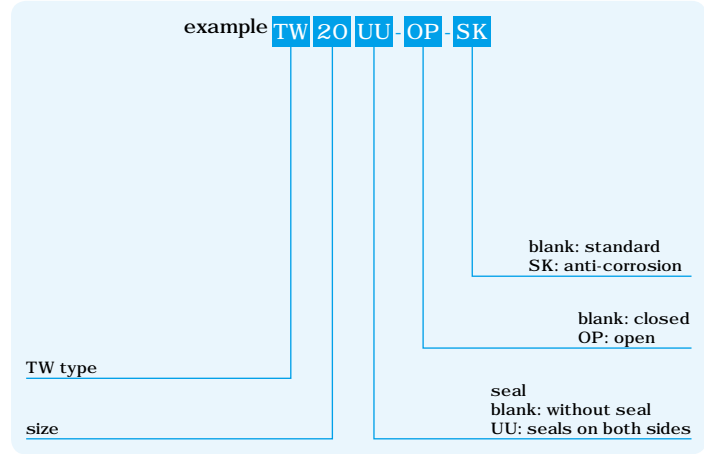 example TW 20 UU - OP - SK
blank: standard
SK: anti-corrosion
blank: closed
OP: open
TW type
seal
blank: without seal
UU: seals on both sides
size